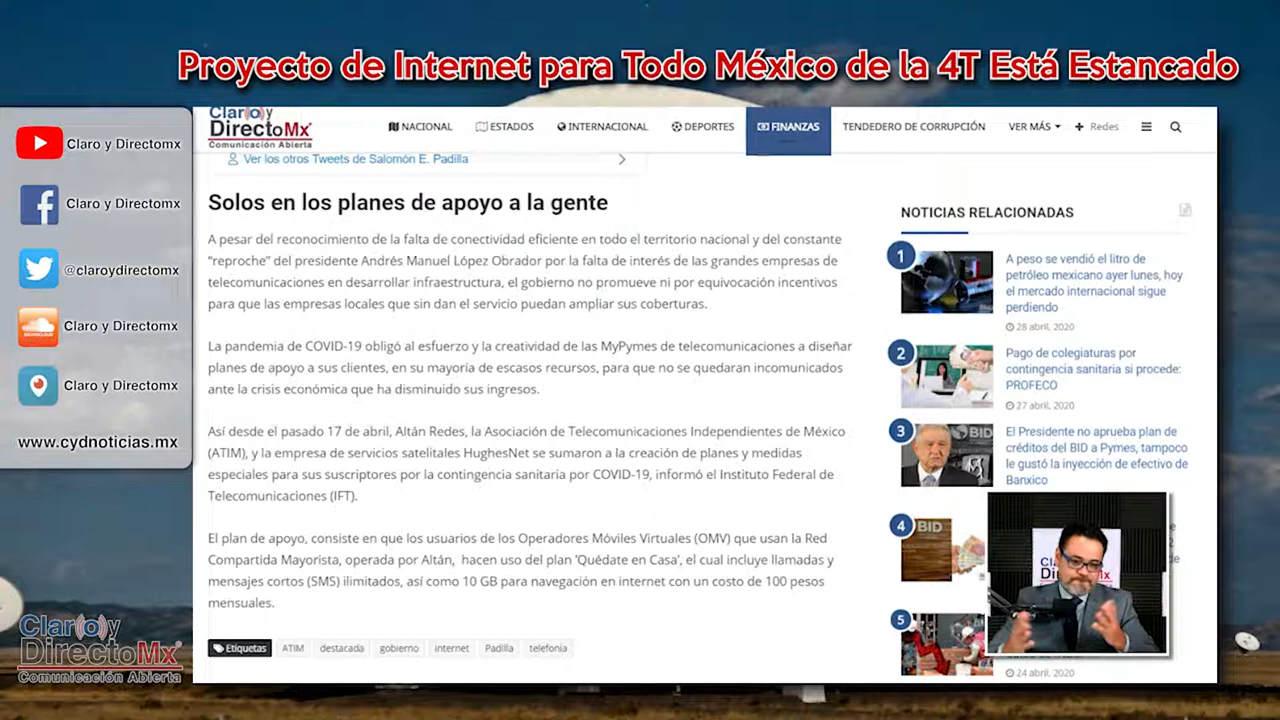 Proyecto de Internet para Todo México de la 4T Está Estancado
Claro y Directomx
Claro y Directomx
@claroydirectomx
Claro y Directomx
Claro y Directomx
www.cydnoticias.mx
Claro y
DirectoMx
Comunicación Abierta
NACIONAL
ESTADOS
INTERNACIONAL
DEPORTES
FINANZAS
TENDEDERO DE CORRUPCIÓN
VER MÁS
Redes
Ver los otros Tweets de Salomón E. Padilla
Solos en los planes de apoyo a la gente
A pesar del reconocimiento de la falta de conectividad eficiente en todo el territorio nacional y del constante
“reproche” del presidente Andrés Manuel López Obrador por la falta de interés de las grandes empresas de
telecomunicaciones en desarrollar infraestructura, el gobierno no promueve ni por equivocación incentivos
para que las empresas locales que sin dan el servicio puedan ampliar sus coberturas.
La pandemia de COVID-19 obligó al esfuerzo y la creatividad de las MyPymes de telecomunicaciones a diseñar
planes de apoyo a sus clientes, en su mayoría de escasos recursos, para que no se quedaran incomunicados
ante la crisis económica que ha disminuido sus ingresos.
Así desde el pasado 17 de abril, Altán Redes, la Asociación de Telecomunicaciones Independientes de México
(ATIM), y la empresa de servicios satelitales HughesNet se sumaron a la creación de planes y medidas
especiales para sus suscriptores por la contingencia sanitaria por COVID-19, informó el Instituto Federal de
Telecomunicaciones (IFT).
El plan de apoyo, consiste en que los usuarios de los Operadores Móviles Virtuales (OMV) que usan la Red
Compartida Mayorista, operada por Altán, hacen uso del plan ’Quédate en Casa’, el cual incluye llamadas y
mensajes cortos (SMS) ilimitados, así como 10 GB para navegación en internet con un costo de 100 pesos
mensuales.
Etiquetas
ATIM
destacada
gobierno
internet
Padilla
telefonía
NOTICIAS RELACIONADAS
1
A peso se vendió el litro de
petróleo mexicano ayer lunes, hoy
el mercado internacional sigue
perdiendo
28 abril, 2020
2
Pago de colegiaturas por
contingencia sanitaria si procede:
PROFECO
27 abril, 2020
3
BID
El Presidente no aprueba plan de
créditos del BID a Pymes, tampoco
le gustó la inyección de efectivo de
Banxico
4
BID
5
24 abril, 2020
Claro y
DirectoMx
Comunicación Abierta